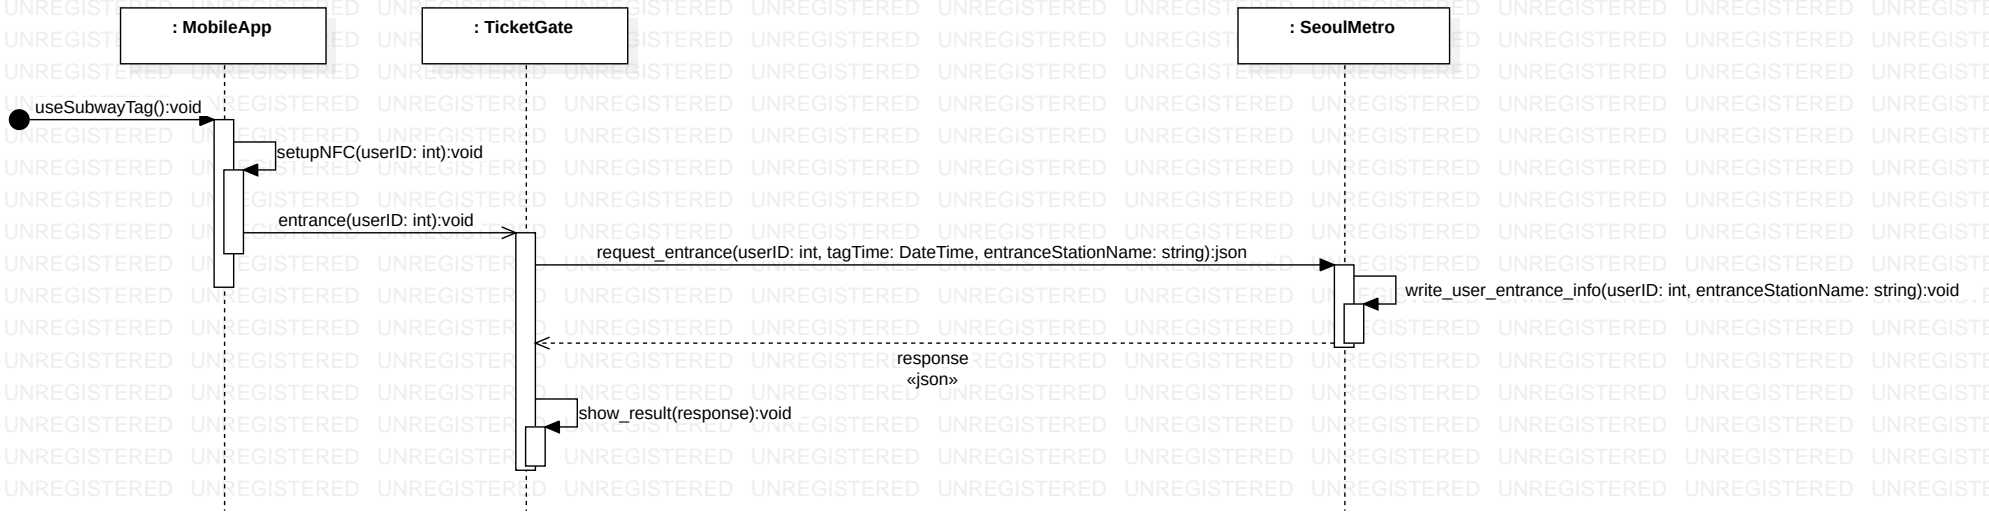 : MobileApp
: TicketGate
: SeoulMetro
useSubwayTag():void
setupNFC(userID: int):void
entrance(userID: int):void
request_entrance(userID: int, tagTime: DateTime, entranceStationName: string):json
write_user_entrance_info(userID: int, entranceStationName: string):void
response
«json»
show_result(response):void
UNREGISTERED